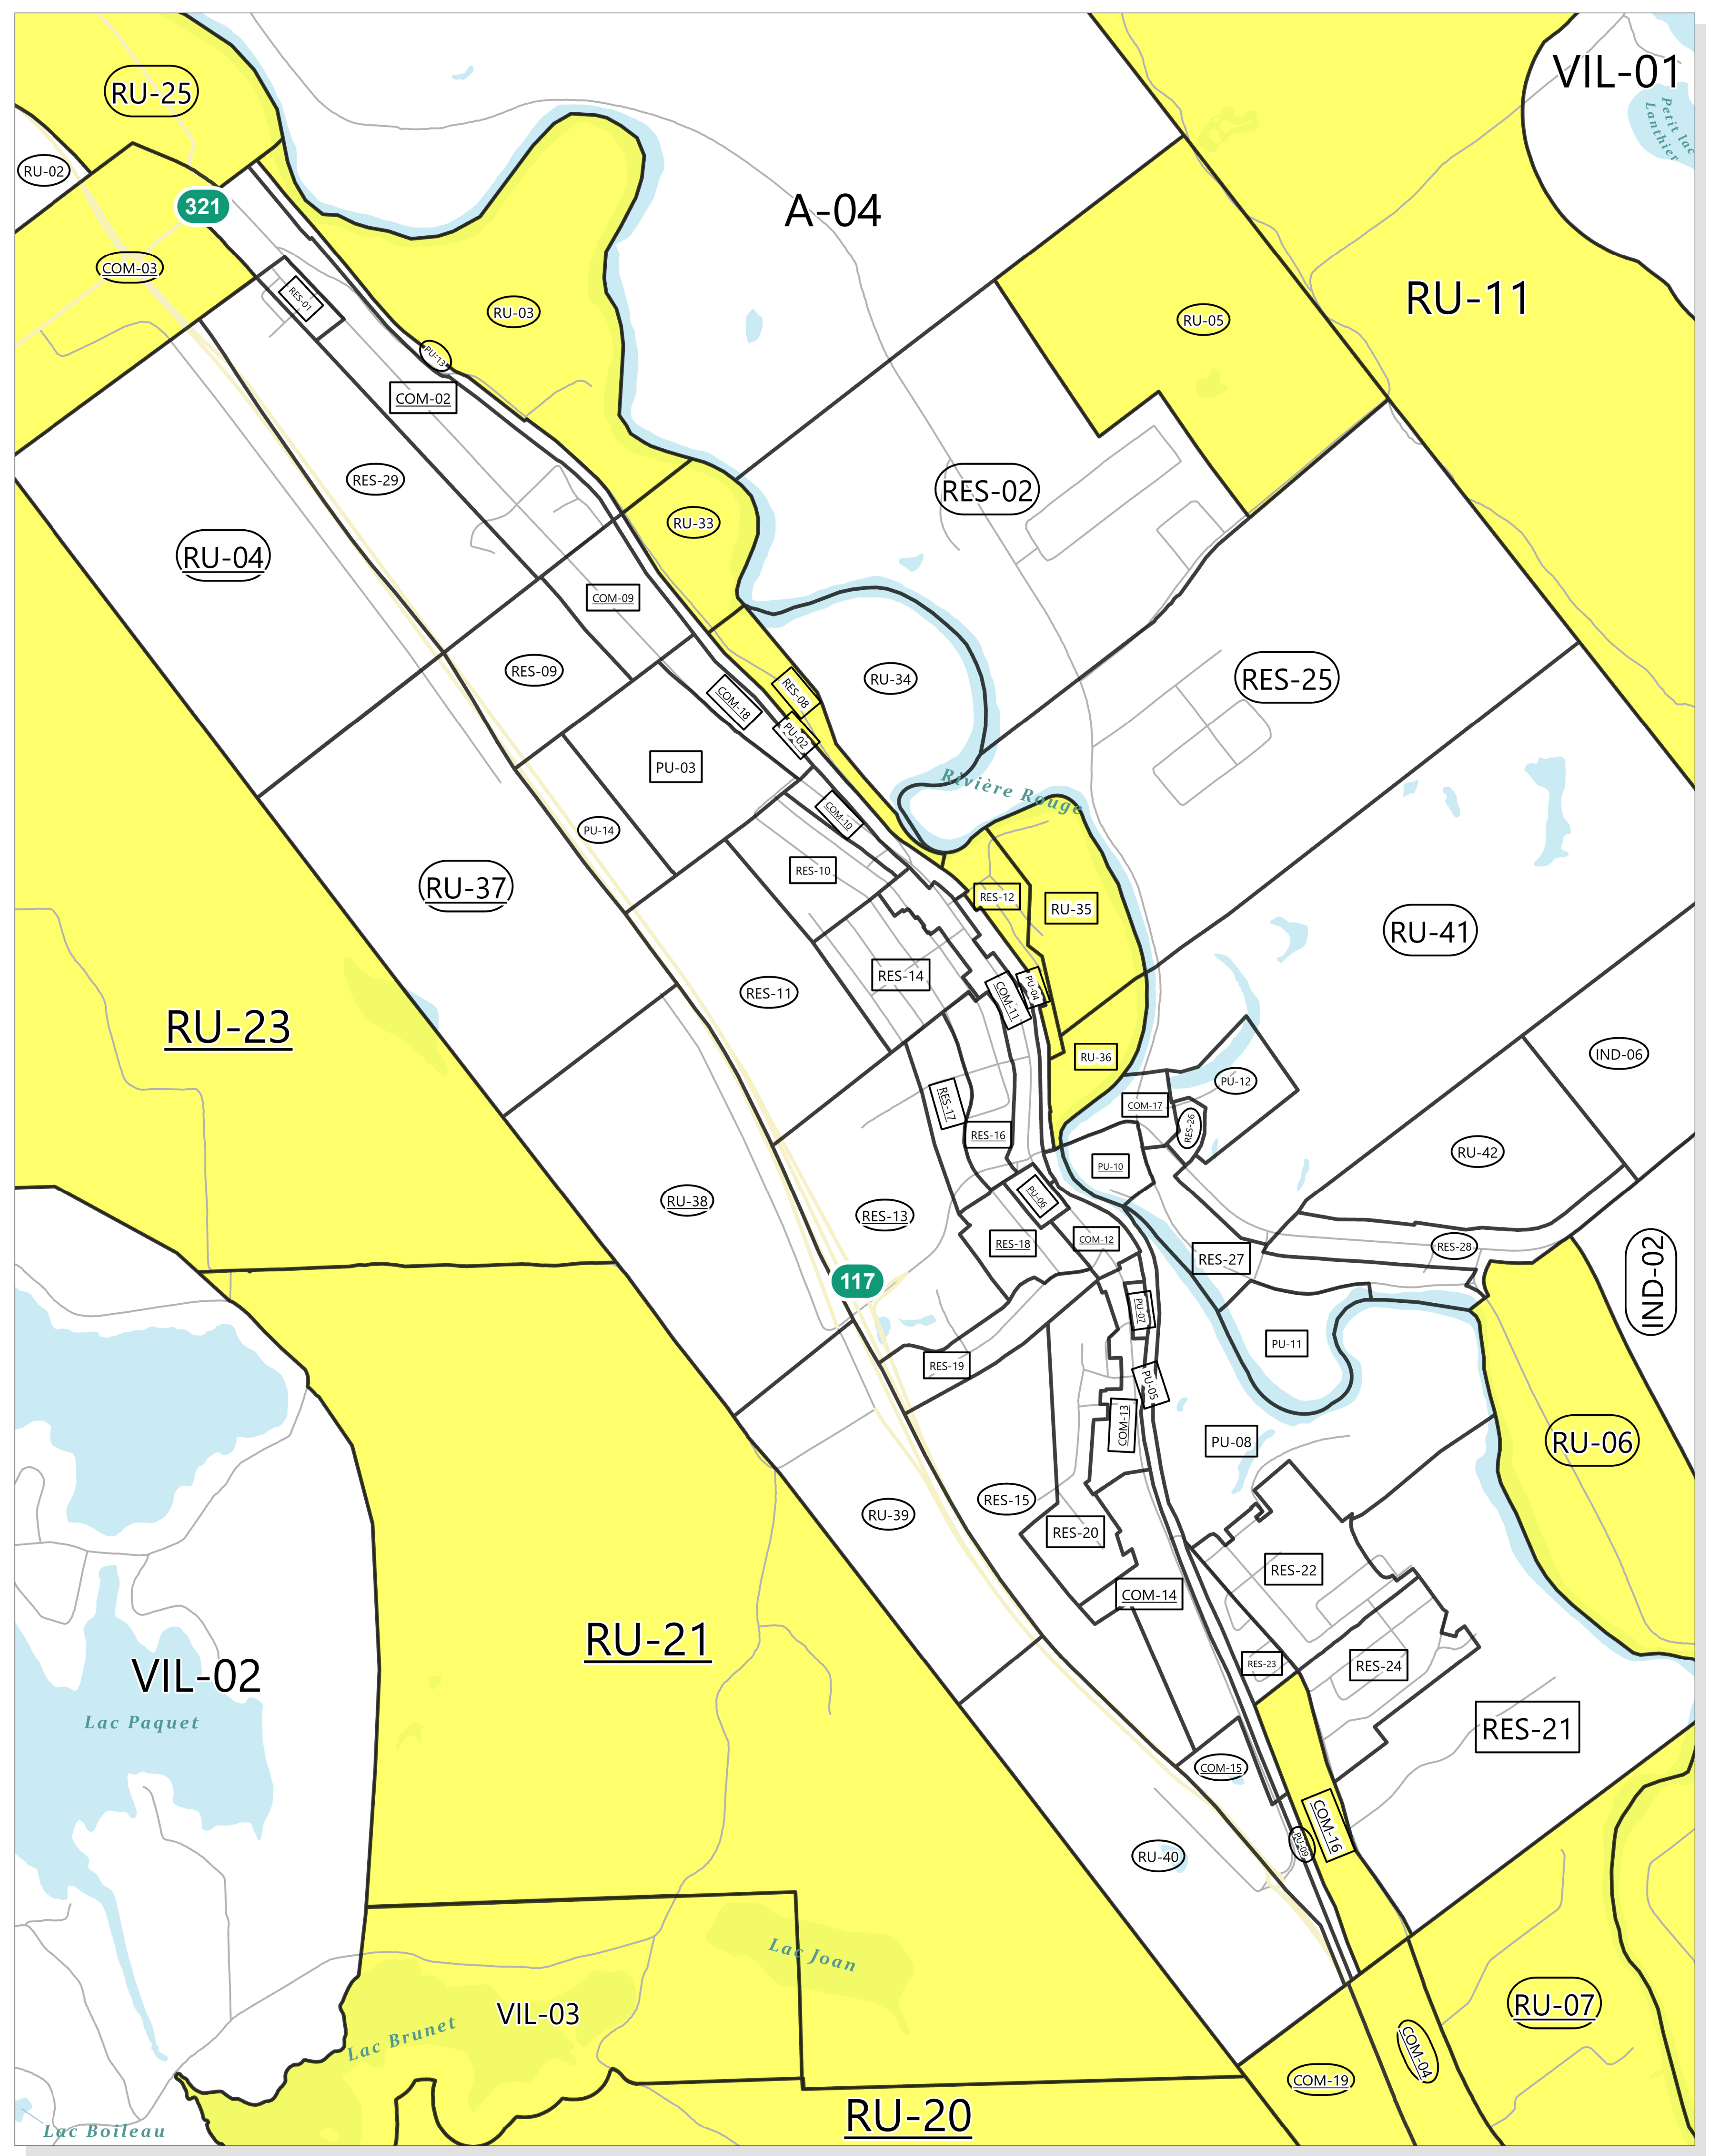 VIL-01
RU-25
Petit lac
Lanthier
RU-02
321
A-04
COM-03
RES-01
RU-11
RU-03
RU-05
PU-13
COM-02
RES-29
RES-02
RU-33
RU-04
COM-09
RES-09
RU-34
RES-25
RES-08
COM-18
PU-02
PU-03
Rivière Rouge
COM-10
PU-14
RES-10
RU-37
RES-12
RU-35
RU-41
RES-14
PU-04
RES-11
COM-11
RU-23
RU-36
IND-06
PU-12
RES-17
COM-17
RES-26
RES-16
RU-42
PU-10
PU-06
RU-38
RES-13
RES-18
COM-12
RES-28
RES-27
117
IND-02
PU-07
PU-11
RES-19
PU-05
COM-13
PU-08
RU-06
RES-15
RU-39
RES-20
RES-22
COM-14
RU-21
RES-23
RES-24
VIL-02
Lac Paquet
RES-21
COM-15
COM-16
PU-09
RU-40
Lac Joan
RU-07
VIL-03
Lac Brunet
COM-04
COM-19
RU-20
Lac Boileau